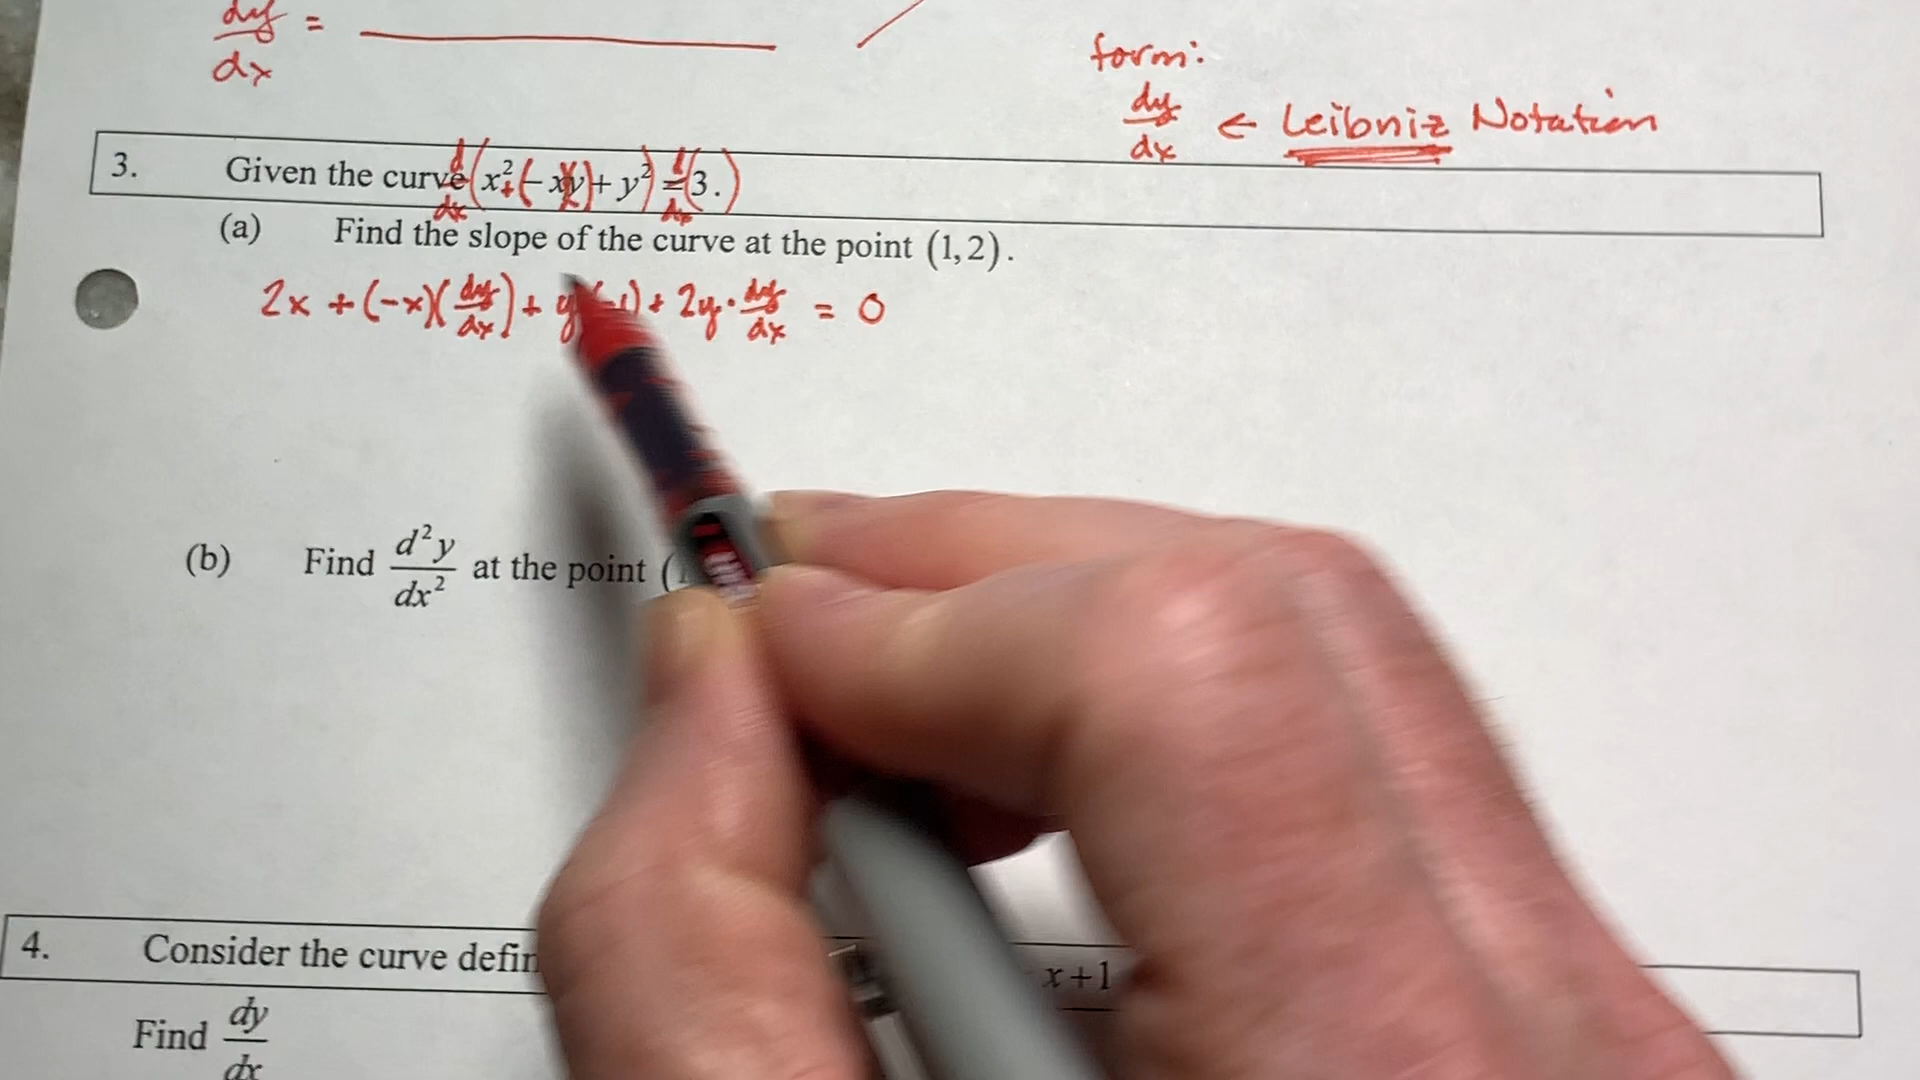 dy/dx =
form:
dy/dx ← Leibniz Notation
3. Given the curve d/dx(x² + (-xy) + y²) = d/dx(3.)
(a) Find the slope of the curve at the point (1,2).
2x + (-x)(dy/dx) + y(-1) + 2y · dy/dx = 0
(b) Find d²y/dx² at the point (
4. Consider the curve x+1
Find dy/dx